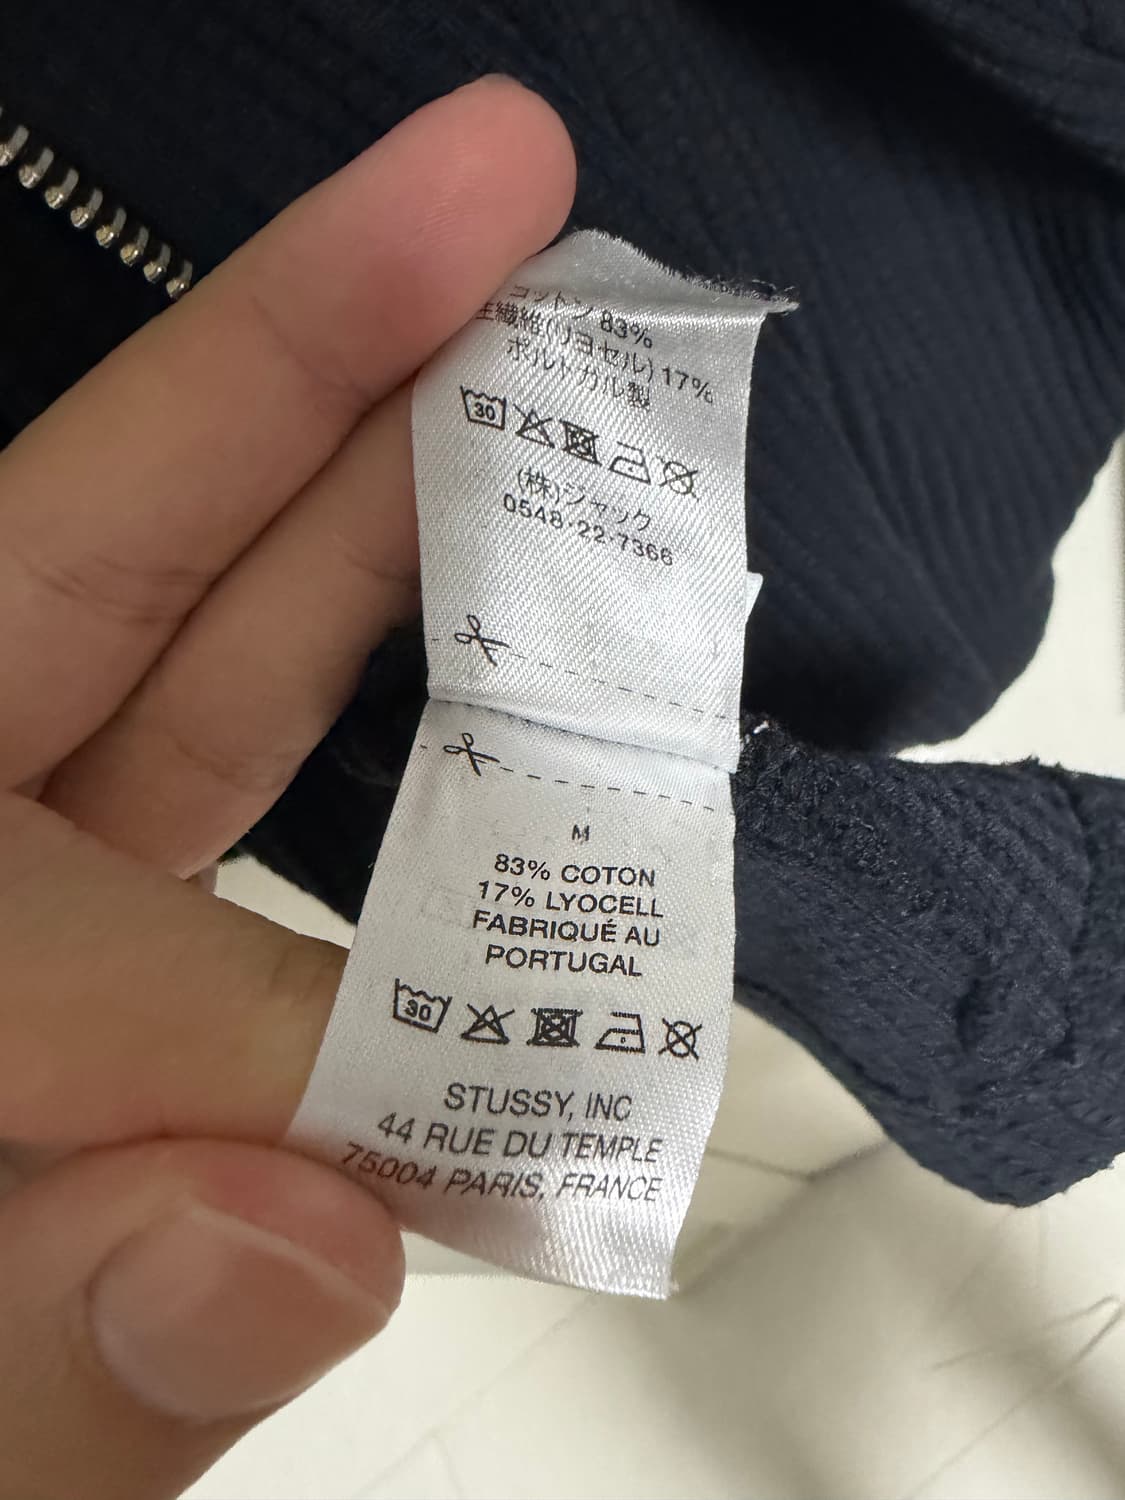 コットン 83%
生繊維(リヨセル) 17%
ポルトガル製
30
(株)ジャック
0548-22-7366
M
83% COTON
17% LYOCELL
FABRIQUÉ AU
PORTUGAL
30
STUSSY, INC
44 RUE DU TEMPLE
75004 PARIS, FRANCE